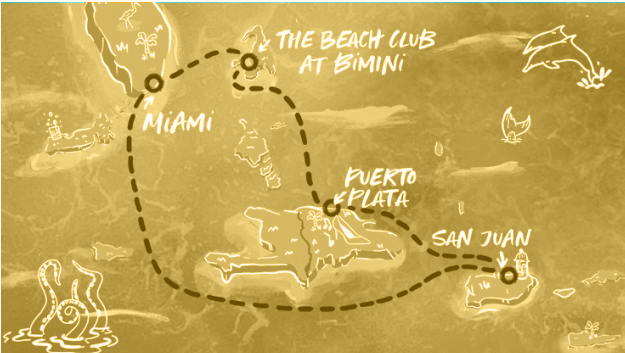 THE BEACH CLUB
AT BIMINI
MIAMI
PUERTO
PLATA
SAN JUAN